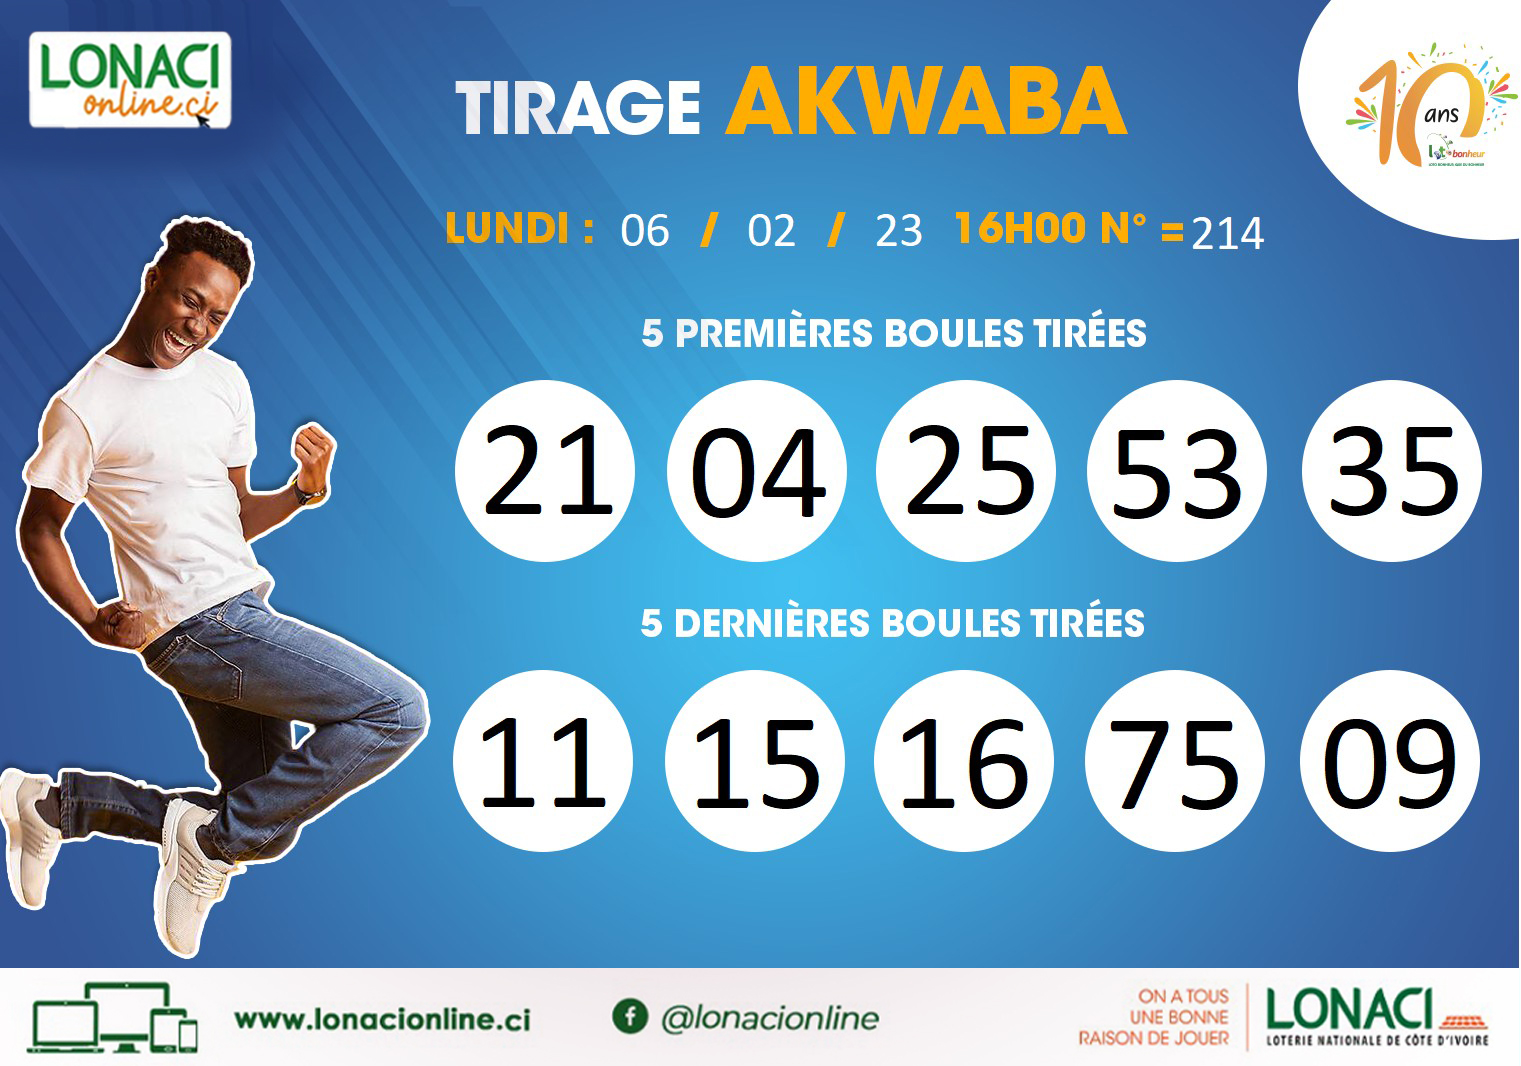 LONACI
online.ci
TIRAGE AKWABA
10 ans
loto bonheur
LUNDI : 06 / 02 / 23 16H00 N° = 214
5 PREMIÈRES BOULES TIRÉES
21 04 25 53 35
5 DERNIÈRES BOULES TIRÉES
11 15 16 75 09
www.lonacionline.ci
@lonacionline
ON A TOUS
UNE BONNE
RAISON DE JOUER
LONACI
LOTERIE NATIONALE DE CÔTE D'IVOIRE